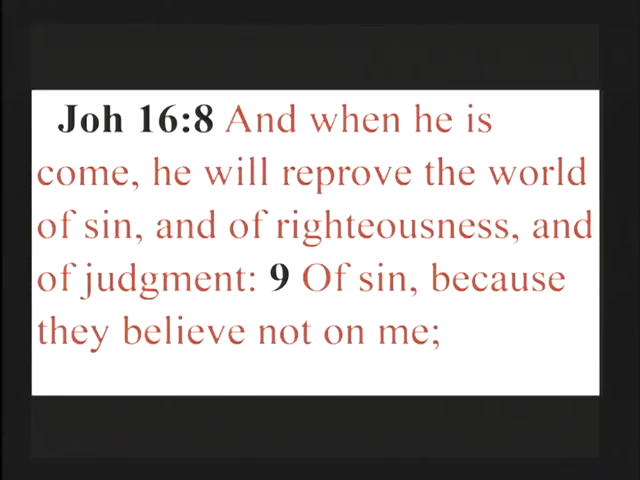 Joh 16:8 And when he is
come, he will reprove the world
of sin, and of righteousness, and
of judgment: 9 Of sin, because
they believe not on me;